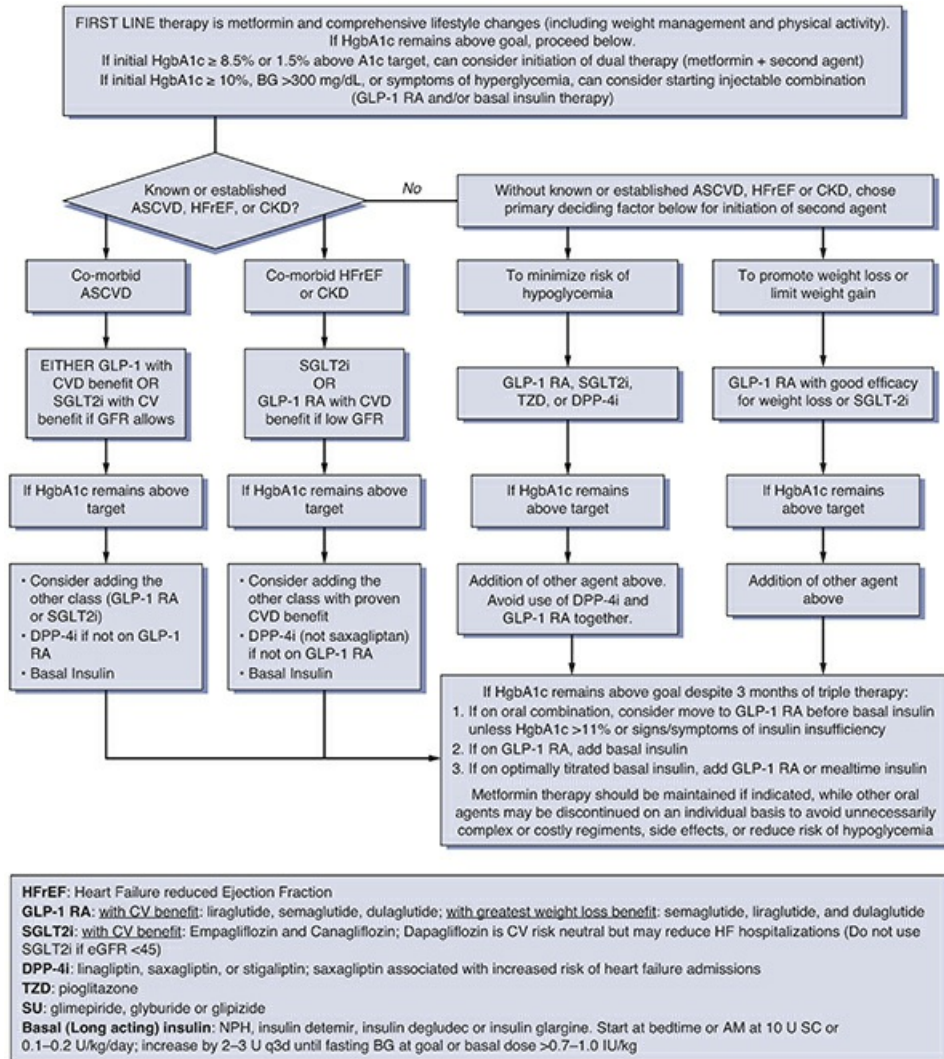 FIRST LINE therapy is metformin and comprehensive lifestyle changes (including weight management and physical activity).
If HgbA1c remains above goal, proceed below.
If initial HgbA1c ≥ 8.5% or 1.5% above A1c target, can consider initiation of dual therapy (metformin + second agent)
If initial HgbA1c ≥ 10%, BG >300 mg/dL, or symptoms of hyperglycemia, can consider starting injectable combination
(GLP-1 RA and/or basal insulin therapy)
Known or established
ASCVD, HFrEF, or CKD?
No
Without known or established ASCVD, HFrEF or CKD, chose
primary deciding factor below for initiation of second agent
Co-morbid
ASCVD
EITHER GLP-1 with
CVD benefit OR
SGLT2i with CV
benefit if GFR allows
If HgbA1c remains above
target
• Consider adding the
other class (GLP-1 RA
or SGLT2i)
• DPP-4i if not on GLP-1
RA
• Basal Insulin
Co-morbid HFrEF
or CKD
SGLT2i
OR
GLP-1 RA with CVD
benefit if low GFR
If HgbA1c remains above
target
• Consider adding the
other class with proven
CVD benefit
• DPP-4i (not saxagliptan)
if not on GLP-1 RA
• Basal Insulin
To minimize risk of
hypoglycemia
GLP-1 RA, SGLT2i,
TZD, or DPP-4i
If HgbA1c remains
above target
Addition of other agent above.
Avoid use of DPP-4i and
GLP-1 RA together.
To promote weight loss or
limit weight gain
GLP-1 RA with good efficacy
for weight loss or SGLT-2i
If HgbA1c remains
above target
Addition of other agent
above
If HgbA1c remains above goal despite 3 months of triple therapy:
1. If on oral combination, consider move to GLP-1 RA before basal insulin
unless HgbA1c >11% or signs/symptoms of insulin insufficiency
2. If on GLP-1 RA, add basal insulin
3. If on optimally titrated basal insulin, add GLP-1 RA or mealtime insulin
Metformin therapy should be maintained if indicated, while other oral
agents may be discontinued on an individual basis to avoid unnecessarily
complex or costly regiments, side effects, or reduce risk of hypoglycemia
HFrEF: Heart Failure reduced Ejection Fraction
GLP-1 RA: with CV benefit: liraglutide, semaglutide, dulaglutide; with greatest weight loss benefit: semaglutide, liraglutide, and dulaglutide
SGLT2i: with CV benefit: Empagliflozin and Canagliflozin; Dapagliflozin is CV risk neutral but may reduce HF hospitalizations (Do not use
SGLT2i if eGFR <45)
DPP-4i: linagliptin, saxagliptin, or stigaliptin; saxagliptin associated with increased risk of heart failure admissions
TZD: pioglitazone
SU: glimepiride, glyburide or glipizide
Basal (Long acting) insulin: NPH, insulin detemir, insulin degludec or insulin glargine. Start at bedtime or AM at 10 U SC or
0.1–0.2 U/kg/day; increase by 2–3 U q3d until fasting BG at goal or basal dose >0.7–1.0 IU/kg